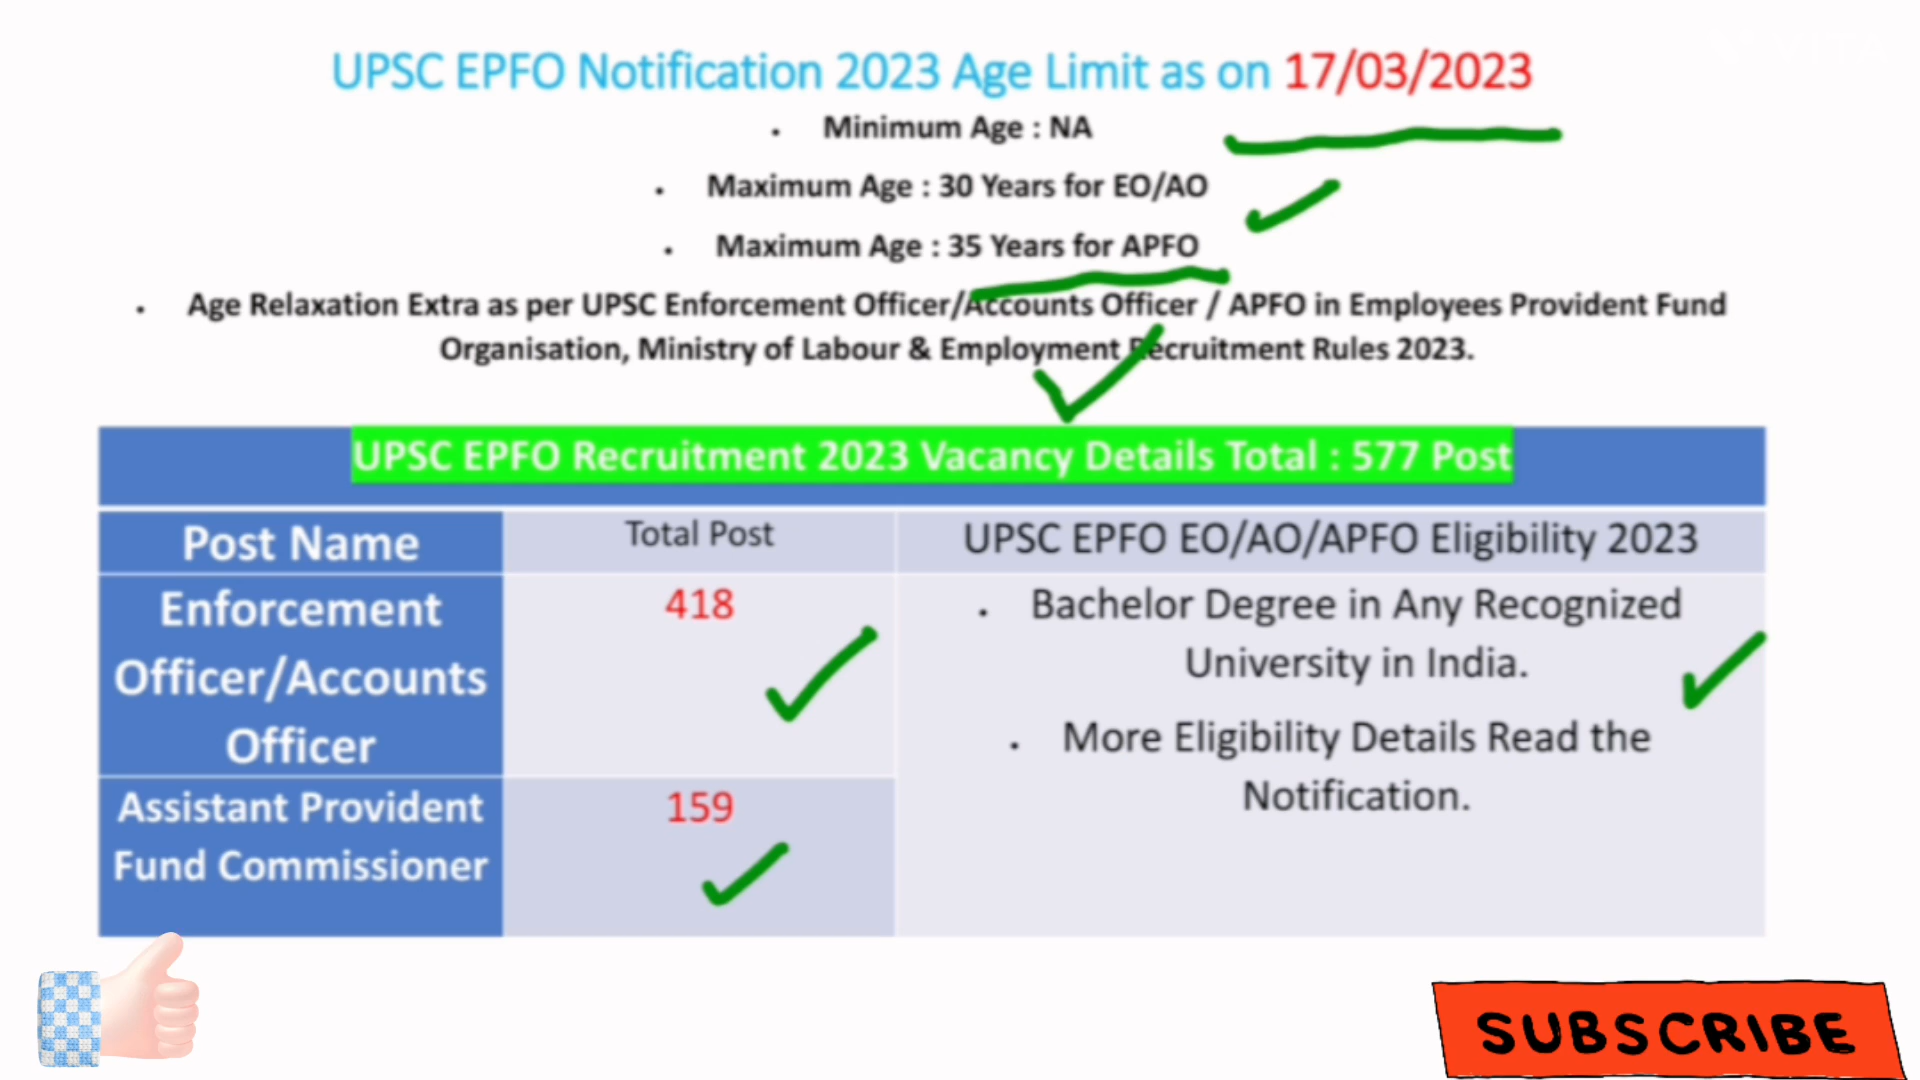 UPSC EPFO Notification 2023 Age Limit as on 17/03/2023
• Minimum Age : NA
• Maximum Age : 30 Years for EO/AO
• Maximum Age : 35 Years for APFO
• Age Relaxation Extra as per UPSC Enforcement Officer/Accounts Officer / APFO in Employees Provident Fund
Organisation, Ministry of Labour & Employment Recruitment Rules 2023.
UPSC EPFO Recruitment 2023 Vacancy Details Total : 577 Post
Post Name
Total Post
UPSC EPFO EO/AO/APFO Eligibility 2023
Enforcement
Officer/Accounts
Officer
418
• Bachelor Degree in Any Recognized
University in India.
• More Eligibility Details Read the
Notification.
Assistant Provident
Fund Commissioner
159
SUBSCRIBE